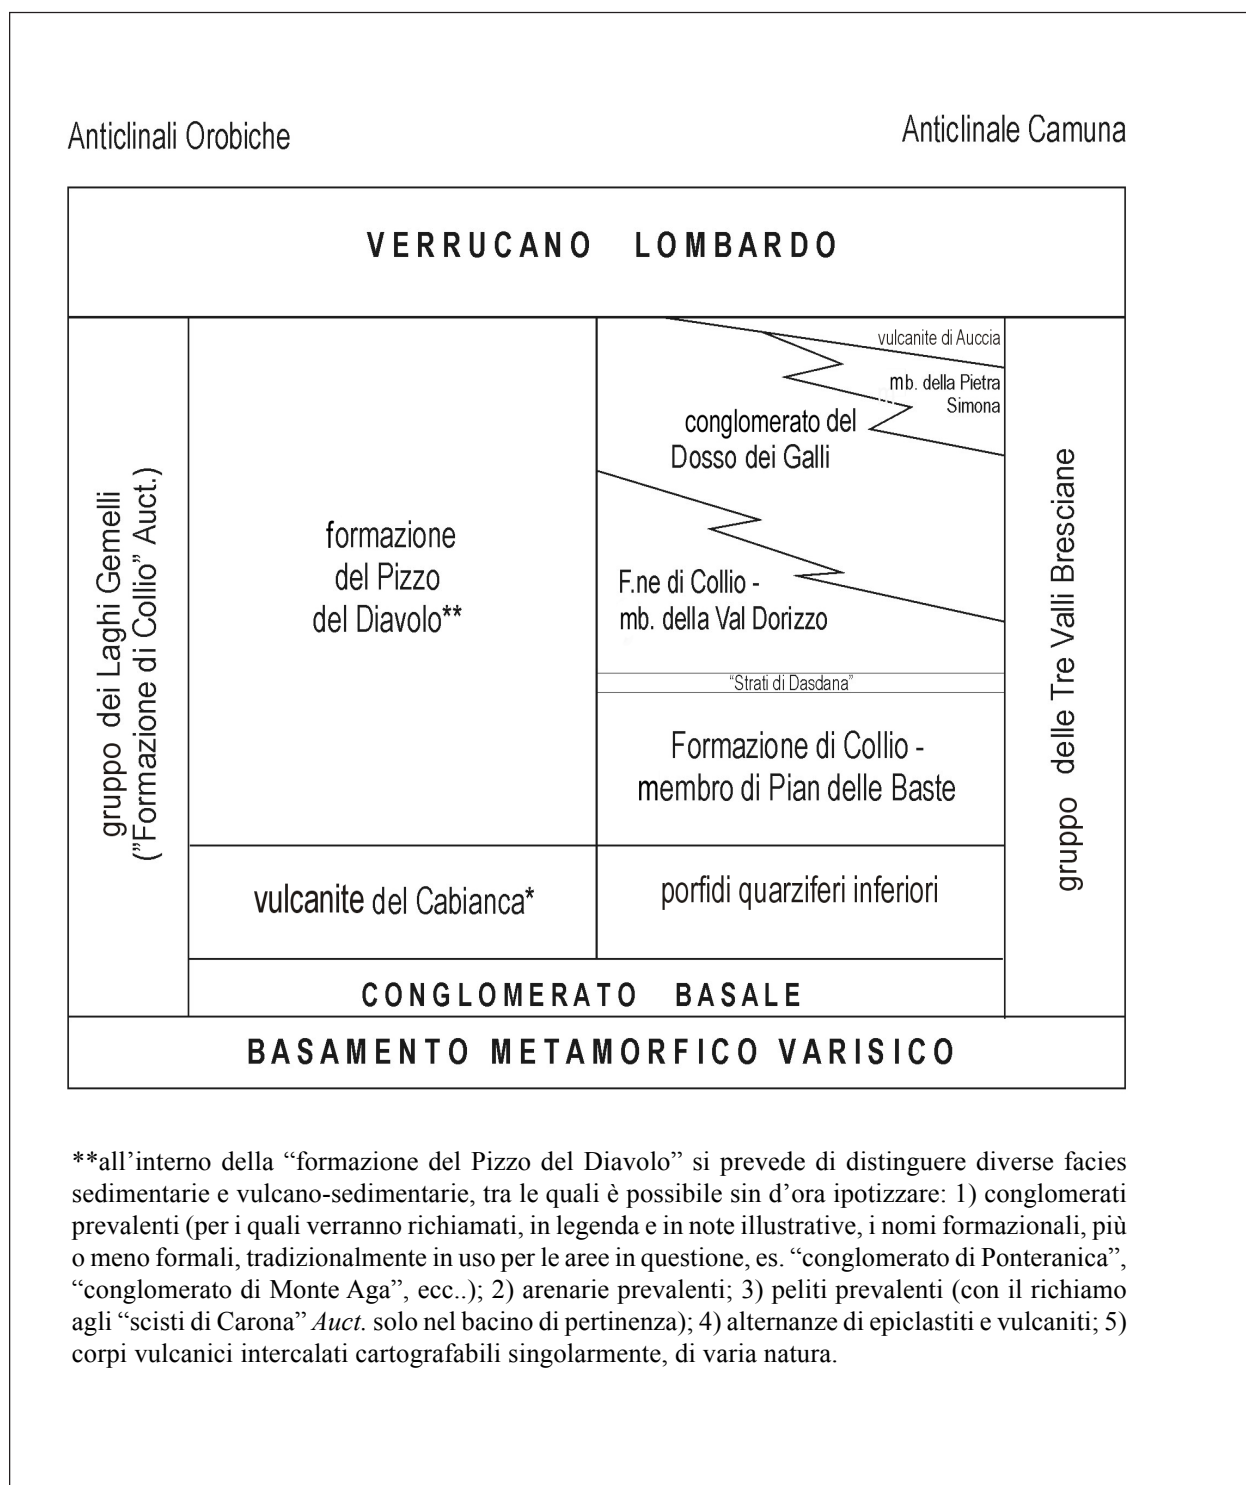 Anticlinali Orobiche
Anticlinale Camuna
VERRUCANO LOMBARDO
gruppo dei Laghi Gemelli
("Formazione di Collio" Auct.)
formazione
del Pizzo
del Diavolo**
vulcanite del Cabianca*
vulcanite di Auccia
mb. della Pietra
Simona
conglomerato del
Dosso dei Galli
F.ne di Collio -
mb. della Val Dorizzo
“Strati di Dasdana”
Formazione di Collio -
membro di Pian delle Baste
porfidi quarziferi inferiori
gruppo delle Tre Valli Bresciane
CONGLOMERATO BASALE
BASAMENTO METAMORFICO VARISICO
**all’interno della “formazione del Pizzo del Diavolo” si prevede di distinguere diverse facies
sedimentarie e vulcano-sedimentarie, tra le quali è possibile sin d’ora ipotizzare: 1) conglomerati
prevalenti (per i quali verranno richiamati, in legenda e in note illustrative, i nomi formazionali, più
o meno formali, tradizionalmente in uso per le aree in questione, es. “conglomerato di Ponteranica”,
“conglomerato di Monte Aga”, ecc..); 2) arenarie prevalenti; 3) peliti prevalenti (con il richiamo
agli “scisti di Carona” Auct. solo nel bacino di pertinenza); 4) alternanze di epiclastiti e vulcaniti; 5)
corpi vulcanici intercalati cartografabili singolarmente, di varia natura.